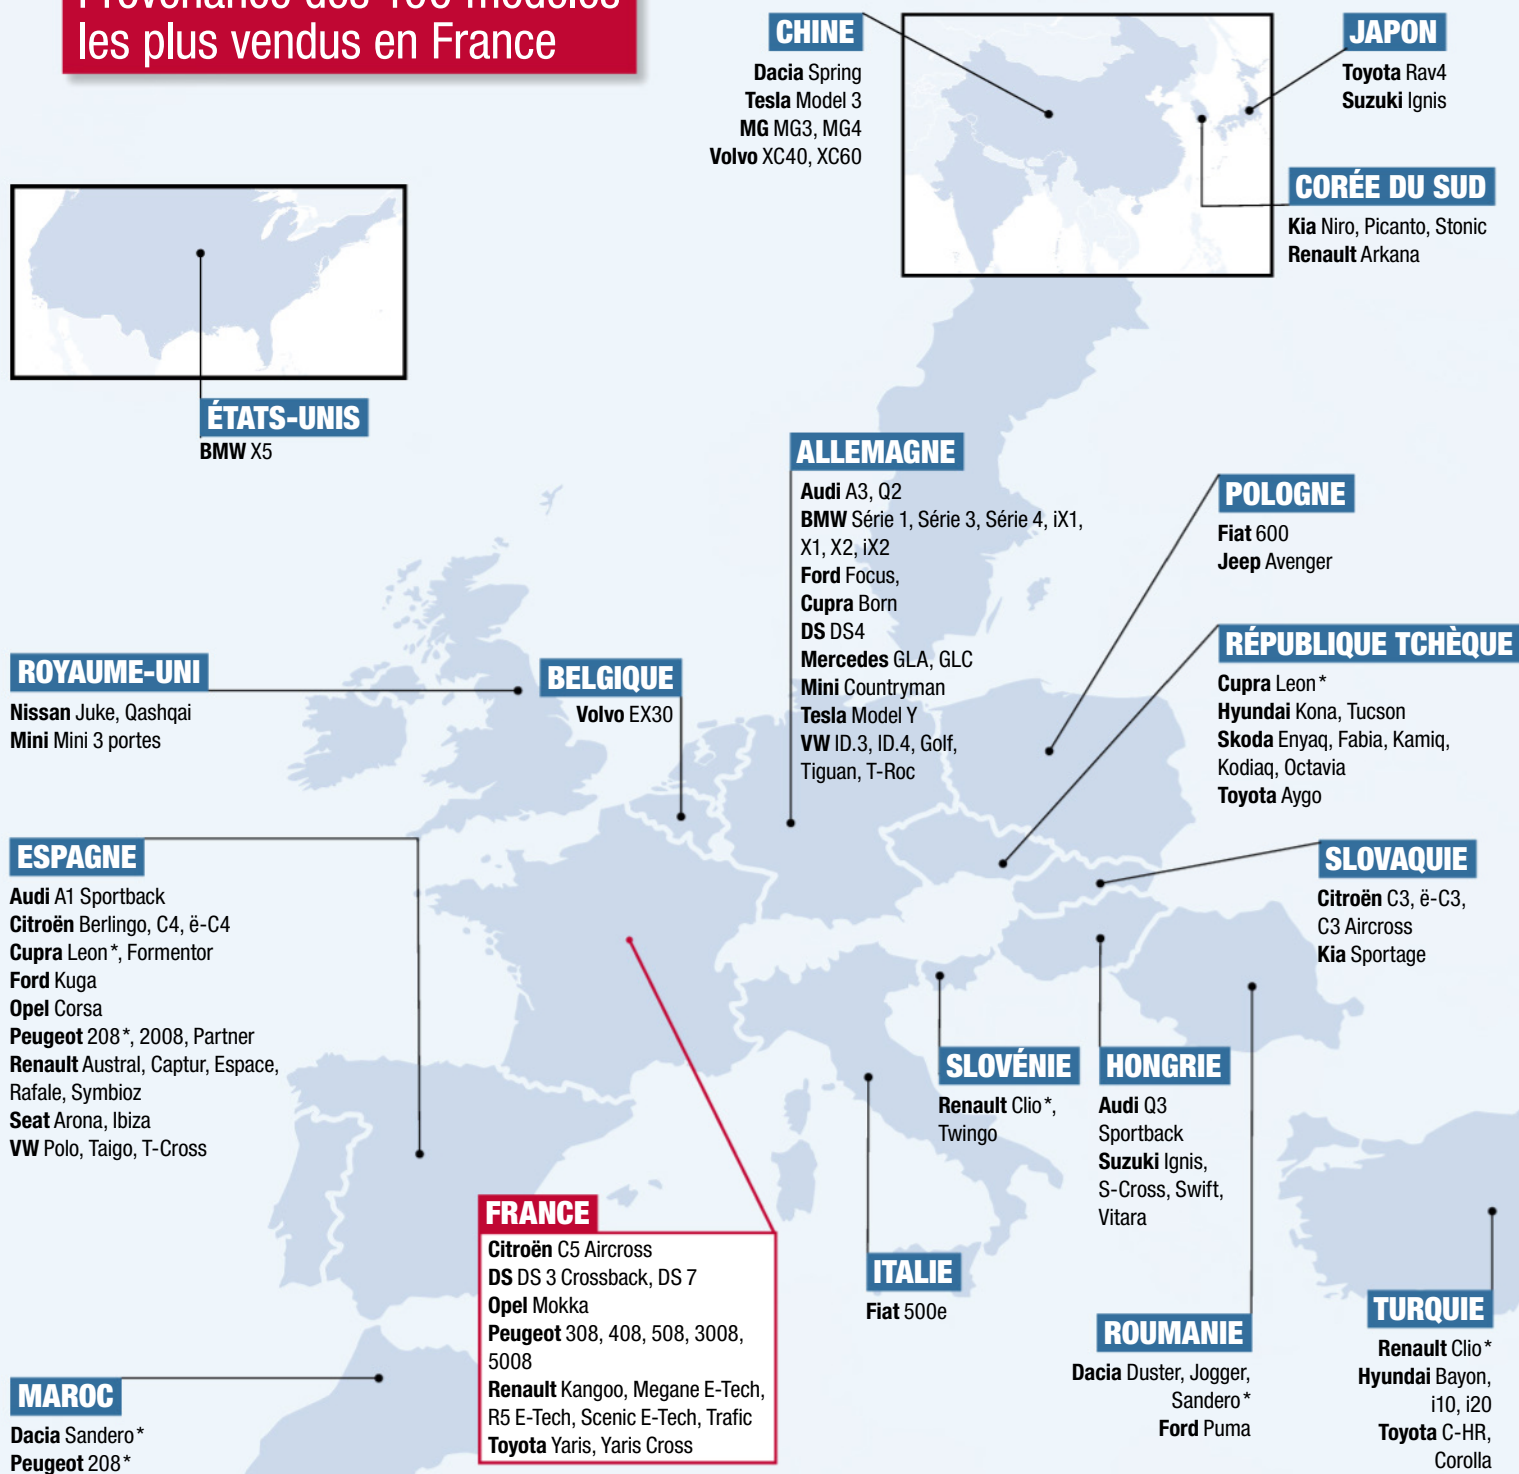 Provenance des 100 modèles
les plus vendus en France
CHINE
Dacia Spring
Tesla Model 3
MG MG3, MG4
Volvo XC40, XC60
JAPON
Toyota Rav4
Suzuki Ignis
CORÉE DU SUD
Kia Niro, Picanto, Stonic
Renault Arkana
ÉTATS-UNIS
BMW X5
ALLEMAGNE
Audi A3, Q2
BMW Série 1, Série 3, Série 4, iX1,
X1, X2, iX2
Ford Focus,
Cupra Born
DS DS4
Mercedes GLA, GLC
Mini Countryman
Tesla Model Y
VW ID.3, ID.4, Golf,
Tiguan, T-Roc
POLOGNE
Fiat 600
Jeep Avenger
RÉPUBLIQUE TCHÈQUE
Cupra Leon*
Hyundai Kona, Tucson
Skoda Enyaq, Fabia, Kamiq,
Kodiaq, Octavia
Toyota Aygo
ROYAUME-UNI
Nissan Juke, Qashqai
Mini Mini 3 portes
BELGIQUE
Volvo EX30
ESPAGNE
Audi A1 Sportback
Citroën Berlingo, C4, ë-C4
Cupra Leon*, Formentor
Ford Kuga
Opel Corsa
Peugeot 208*, 2008, Partner
Renault Austral, Captur, Espace,
Rafale, Symbioz
Seat Arona, Ibiza
VW Polo, Taigo, T-Cross
SLOVAQUIE
Citroën C3, ë-C3,
C3 Aircross
Kia Sportage
SLOVÉNIE
Renault Clio*,
Twingo
HONGRIE
Audi Q3
Sportback
Suzuki Ignis,
S-Cross, Swift,
Vitara
FRANCE
Citroën C5 Aircross
DS DS 3 Crossback, DS 7
Opel Mokka
Peugeot 308, 408, 508, 3008,
5008
Renault Kangoo, Megane E-Tech,
R5 E-Tech, Scenic E-Tech, Trafic
Toyota Yaris, Yaris Cross
ITALIE
Fiat 500e
ROUMANIE
Dacia Duster, Jogger,
Sandero*
Ford Puma
TURQUIE
Renault Clio*
Hyundai Bayon,
i10, i20
Toyota C-HR,
Corolla
MAROC
Dacia Sandero*
Peugeot 208*